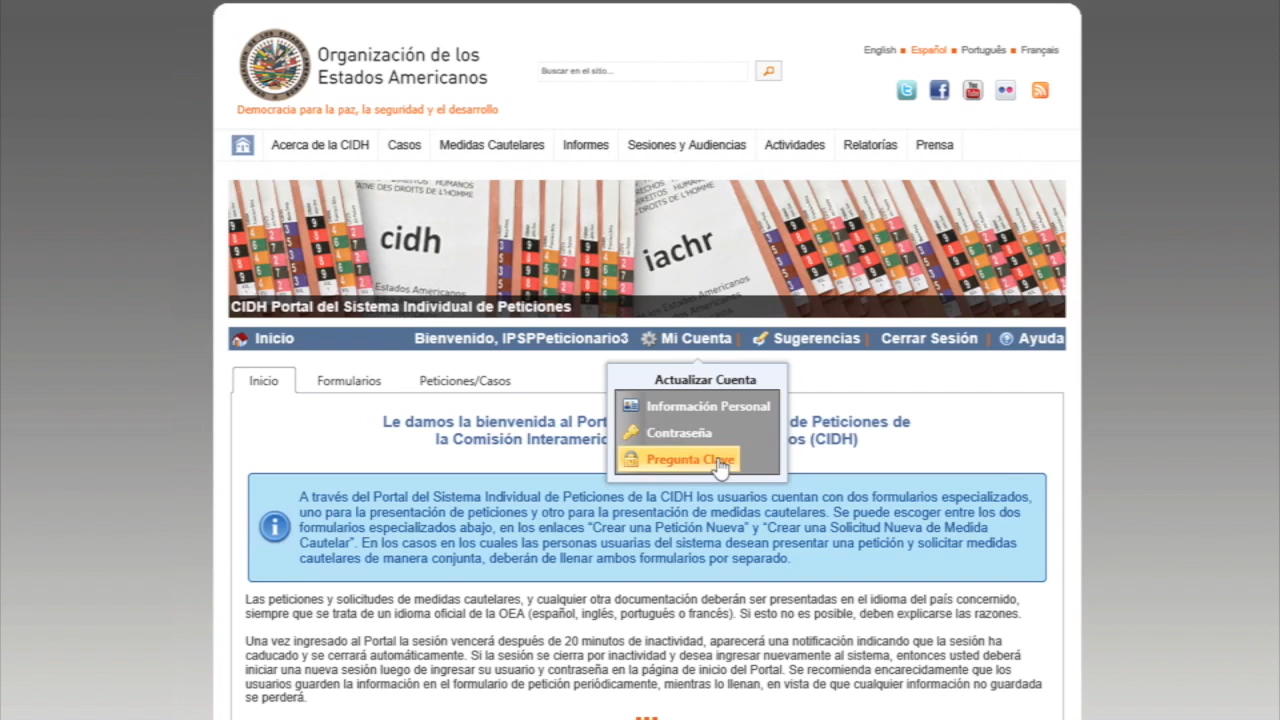 Organización de los
Estados Americanos
Democracia para la paz, la seguridad y el desarrollo
Buscar en el sitio...
English Español Português Français
Acerca de la CIDH Casos Medidas Cautelares Informes Sesiones y Audiencias Actividades Relatorías Prensa
HUMANOS
DES DROITS DE L'HOMME
cidh
Estados Americanos
DROITS DE L'HOMME
iachr
Americanos
CIDH Portal del Sistema Individual de Peticiones
Inicio Bienvenido, IPSPPeticionario3 Mi Cuenta | Sugerencias | Cerrar Sesión | Ayuda
Inicio Formularios Peticiones/Casos
Actualizar Cuenta
Información Personal
Contraseña
Pregunta Clave
Le damos la bienvenida al Port de Peticiones de
la Comisión Interameric os (CIDH)
A través del Portal del Sistema Individual de Peticiones de la CIDH los usuarios cuentan con dos formularios especializados,
uno para la presentación de peticiones y otro para la presentación de medidas cautelares. Se puede escoger entre los dos
formularios especializados abajo, en los enlaces “Crear una Petición Nueva” y “Crear una Solicitud Nueva de Medida
Cautelar”. En los casos en los cuales las personas usuarias del sistema desean presentar una petición y solicitar medidas
cautelares de manera conjunta, deberán de llenar ambos formularios por separado.
Las peticiones y solicitudes de medidas cautelares, y cualquier otra documentación deberán ser presentadas en el idioma del país concernido,
siempre que se trata de un idioma oficial de la OEA (español, inglés, portugués o francés). Si esto no es posible, deben explicarse las razones.
Una vez ingresado al Portal la sesión vencerá después de 20 minutos de inactividad, aparecerá una notificación indicando que la sesión ha
caducado y se cerrará automáticamente. Si la sesión se cierra por inactividad y desea ingresar nuevamente al sistema, entonces usted deberá
iniciar una nueva sesión luego de ingresar su usuario y contraseña en la página de inicio del Portal. Se recomienda encarecidamente que los
usuarios guarden la información en el formulario de petición periódicamente, mientras lo llenan, en vista de que cualquier información no guardada
se perderá.